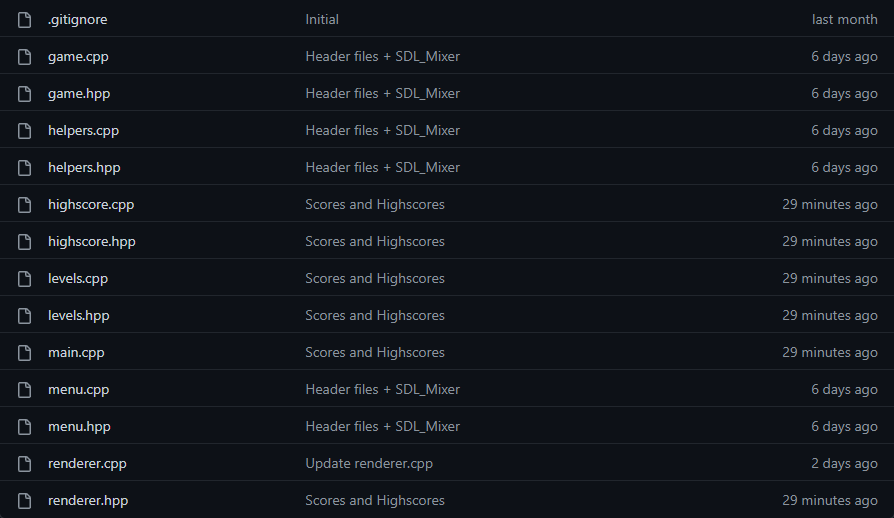 .gitignore Initial last month
game.cpp Header files + SDL_Mixer 6 days ago
game.hpp Header files + SDL_Mixer 6 days ago
helpers.cpp Header files + SDL_Mixer 6 days ago
helpers.hpp Header files + SDL_Mixer 6 days ago
highscore.cpp Scores and Highscores 29 minutes ago
highscore.hpp Scores and Highscores 29 minutes ago
levels.cpp Scores and Highscores 29 minutes ago
levels.hpp Scores and Highscores 29 minutes ago
main.cpp Scores and Highscores 29 minutes ago
menu.cpp Header files + SDL_Mixer 6 days ago
menu.hpp Header files + SDL_Mixer 6 days ago
renderer.cpp Update renderer.cpp 2 days ago
renderer.hpp Scores and Highscores 29 minutes ago